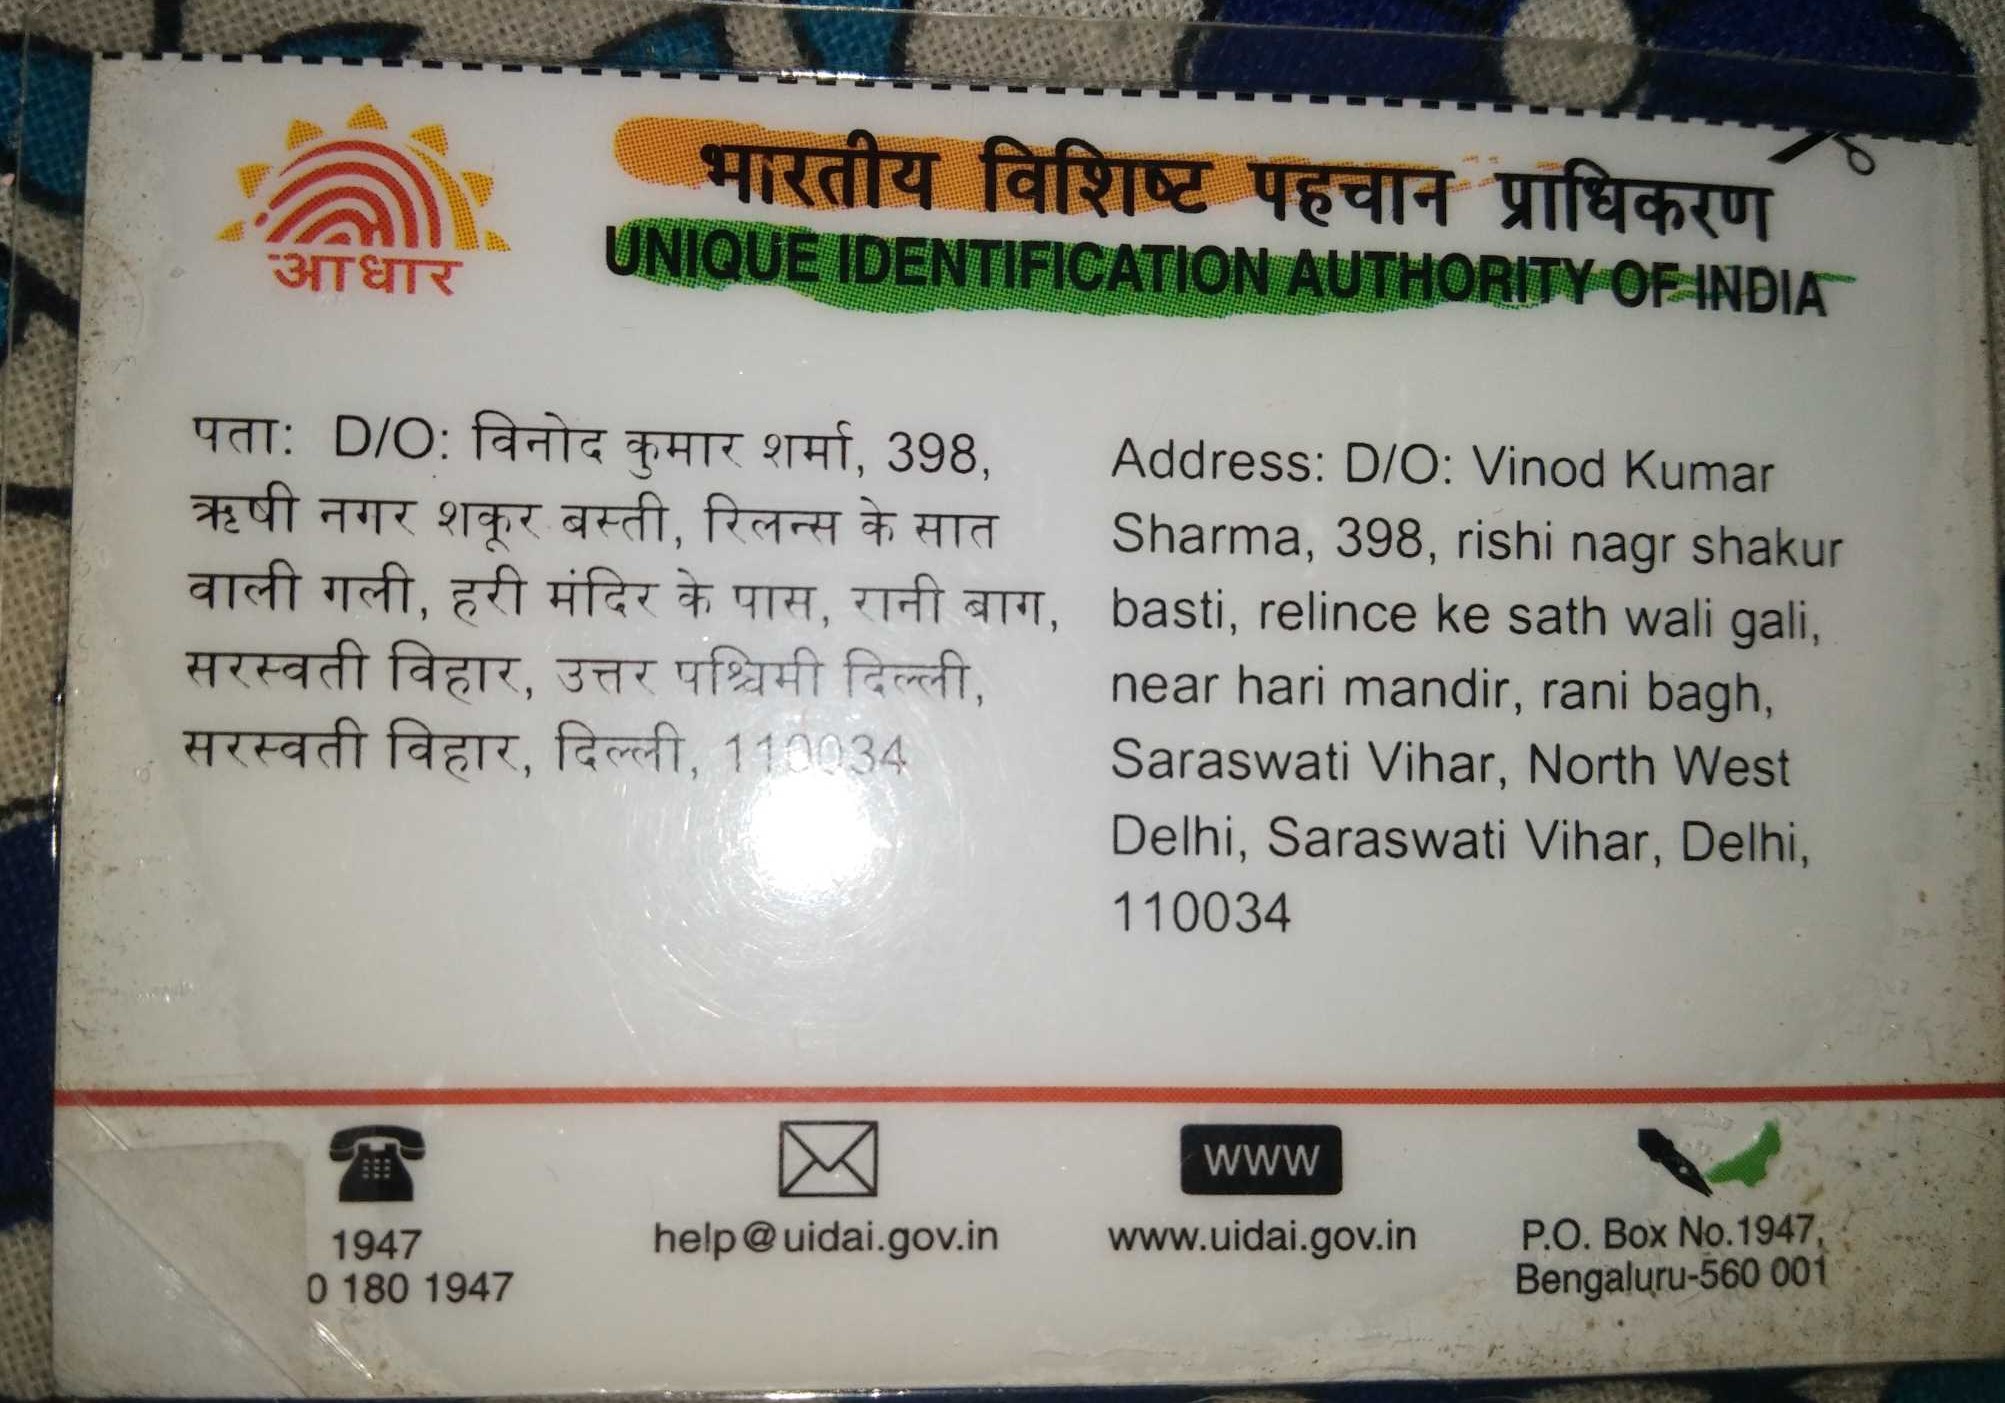 आधार
भारतीय विशिष्ट पहचान प्राधिकरण
UNIQUE IDENTIFICATION AUTHORITY OF INDIA
पता: D/O: विनोद कुमार शर्मा, 398,
ऋषी नगर शकूर बस्ती, रिलन्स के सात
वाली गली, हरी मंदिर के पास, रानी बाग,
सरस्वती विहार, उत्तर पश्चिमी दिल्ली,
सरस्वती विहार, दिल्ली, 110034
Address: D/O: Vinod Kumar
Sharma, 398, rishi nagr shakur
basti, relince ke sath wali gali,
near hari mandir, rani bagh,
Saraswati Vihar, North West
Delhi, Saraswati Vihar, Delhi,
110034
1947
0 180 1947
help@uidai.gov.in
WWW
www.uidai.gov.in
P.O. Box No.1947,
Bengaluru-560 001